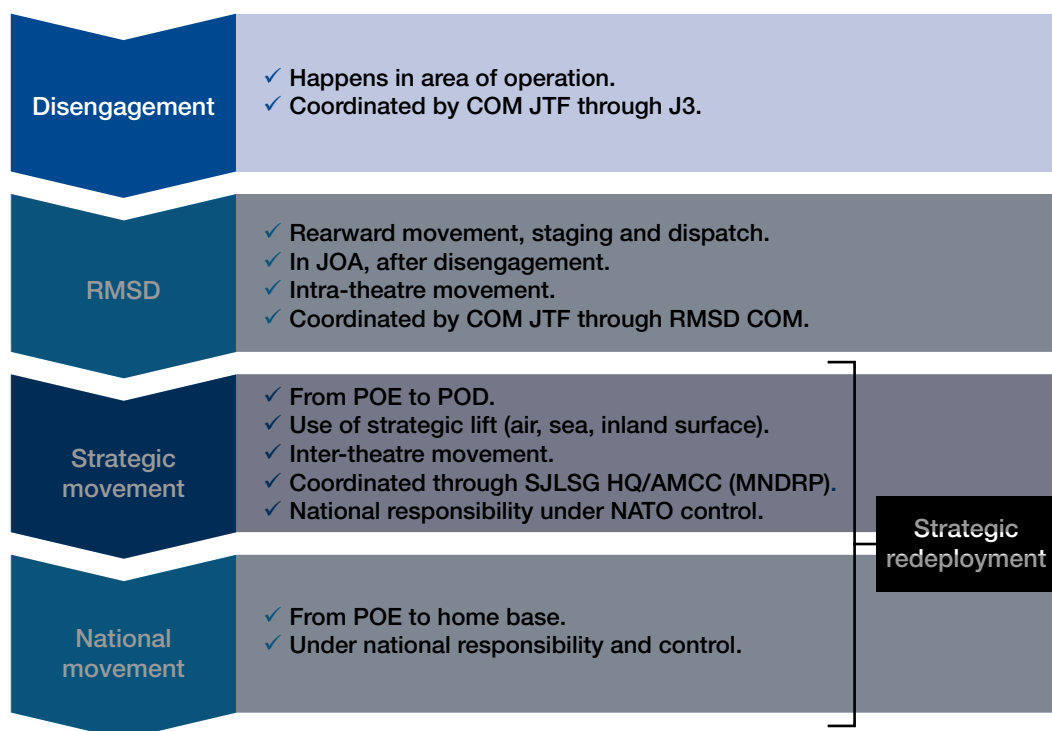 Disengagement
✓ Happens in area of operation.
✓ Coordinated by COM JTF through J3.
RMSD
✓ Rearward movement, staging and dispatch.
✓ In JOA, after disengagement.
✓ Intra-theatre movement.
✓ Coordinated by COM JTF through RMSD COM.
Strategic
movement
✓ From POE to POD.
✓ Use of strategic lift (air, sea, inland surface).
✓ Inter-theatre movement.
✓ Coordinated through SJLSG HQ/AMCC (MNDRP).
✓ National responsibility under NATO control.
Strategic
redeployment
National
movement
✓ From POE to home base.
✓ Under national responsibility and control.